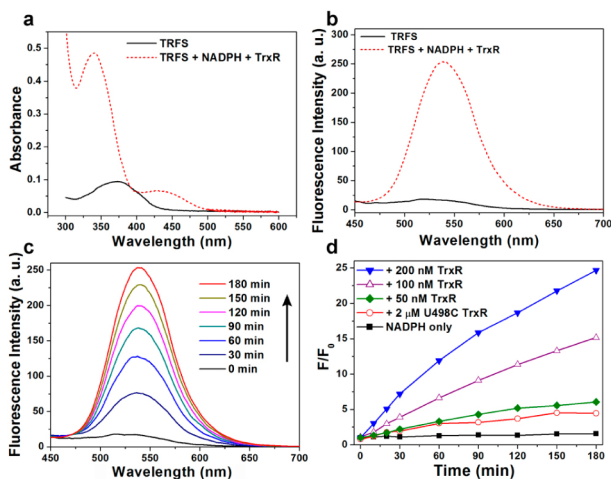 a
TRFS
TRFS + NADPH + TrxR
Absorbance
0.5
0.4
0.3
0.2
0.1
0.0
300 350 400 450 500 550 600
Wavelength (nm)
b
TRFS
TRFS + NADPH + TrxR
Fluorescence Intensity (a. u.)
300
250
200
150
100
50
0
450 500 550 600 650 700
Wavelength (nm)
c
180 min
150 min
120 min
90 min
60 min
30 min
0 min
Fluorescence Intensity (a. u.)
250
200
150
100
50
0
450 500 550 600 650 700
Wavelength (nm)
d
+ 200 nM TrxR
+ 100 nM TrxR
+ 50 nM TrxR
+ 2 μM U498C TrxR
NADPH only
F/F0
25
20
15
10
5
0
0 30 60 90 120 150 180
Time (min)